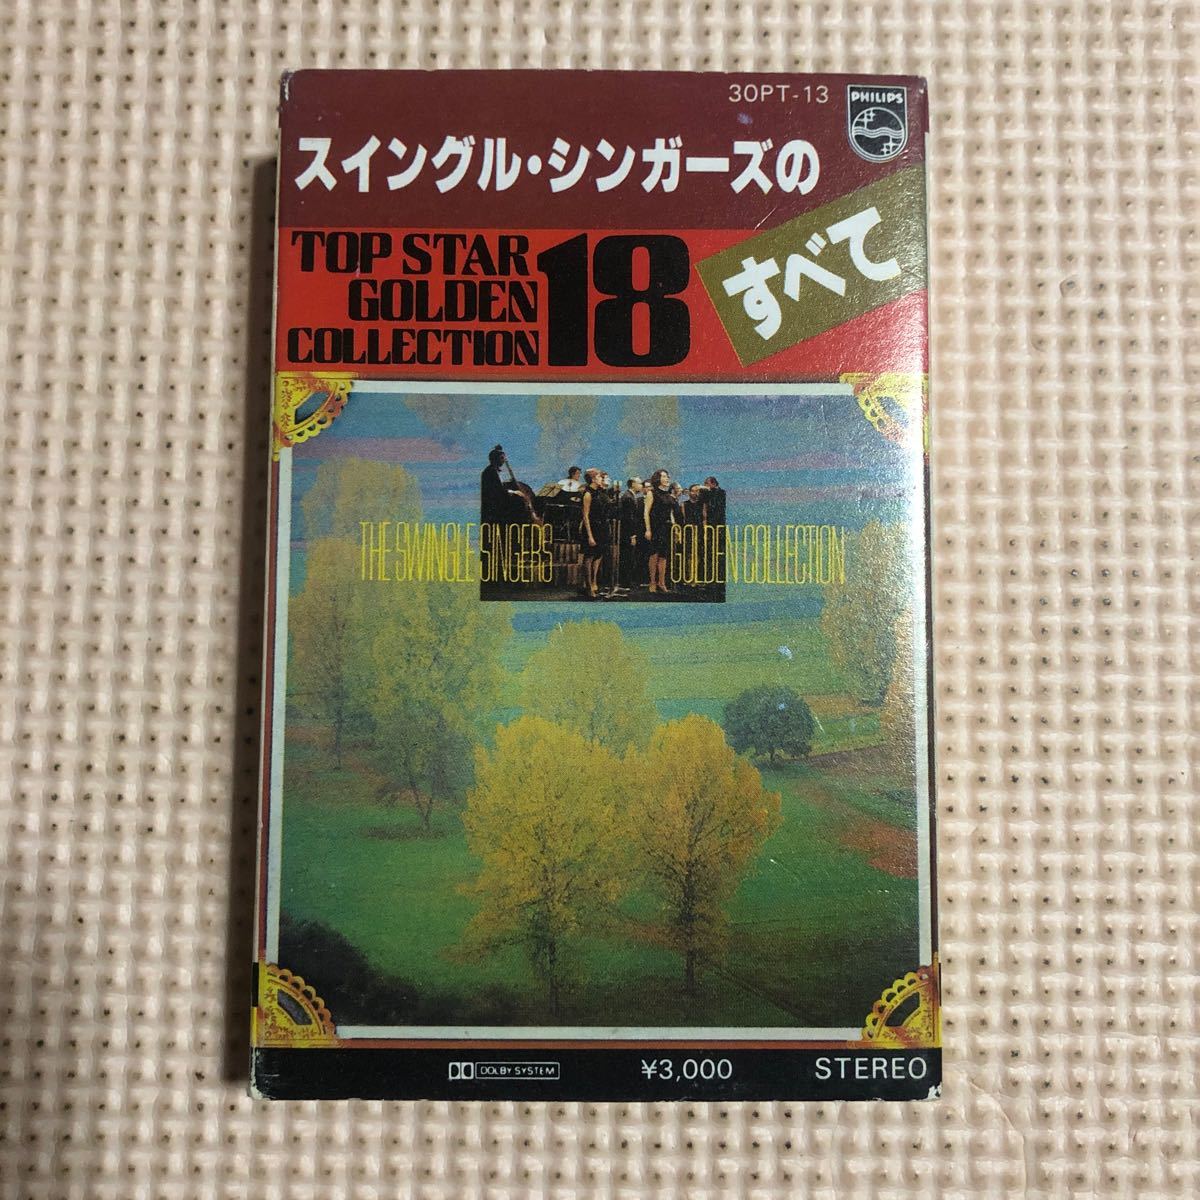 30PT-13
PHILIPS
スイングル・シンガーズの
すべて
TOP STAR
GOLDEN
COLLECTION
18
THE SWINGLE SINGERS GOLDEN COLLECTION
DOLBY SYSTEM
¥3,000
STEREO